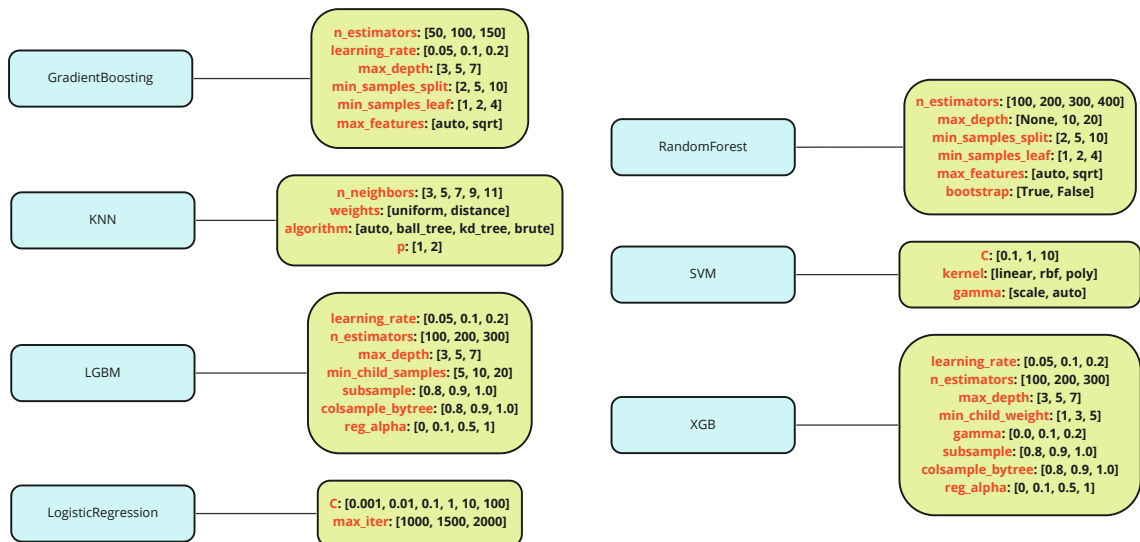 GradientBoosting
n_estimators: [50, 100, 150]
learning_rate: [0.05, 0.1, 0.2]
max_depth: [3, 5, 7]
min_samples_split: [2, 5, 10]
min_samples_leaf: [1, 2, 4]
max_features: [auto, sqrt]
KNN
n_neighbors: [3, 5, 7, 9, 11]
weights: [uniform, distance]
algorithm: [auto, ball_tree, kd_tree, brute]
p: [1, 2]
LGBM
learning_rate: [0.05, 0.1, 0.2]
n_estimators: [100, 200, 300]
max_depth: [3, 5, 7]
min_child_samples: [5, 10, 20]
subsample: [0.8, 0.9, 1.0]
colsample_bytree: [0.8, 0.9, 1.0]
reg_alpha: [0, 0.1, 0.5, 1]
LogisticRegression
C: [0.001, 0.01, 0.1, 1, 10, 100]
max_iter: [1000, 1500, 2000]
RandomForest
n_estimators: [100, 200, 300, 400]
max_depth: [None, 10, 20]
min_samples_split: [2, 5, 10]
min_samples_leaf: [1, 2, 4]
max_features: [auto, sqrt]
bootstrap: [True, False]
SVM
C: [0.1, 1, 10]
kernel: [linear, rbf, poly]
gamma: [scale, auto]
XGB
learning_rate: [0.05, 0.1, 0.2]
n_estimators: [100, 200, 300]
max_depth: [3, 5, 7]
min_child_weight: [1, 3, 5]
gamma: [0.0, 0.1, 0.2]
subsample: [0.8, 0.9, 1.0]
colsample_bytree: [0.8, 0.9, 1.0]
reg_alpha: [0, 0.1, 0.5, 1]